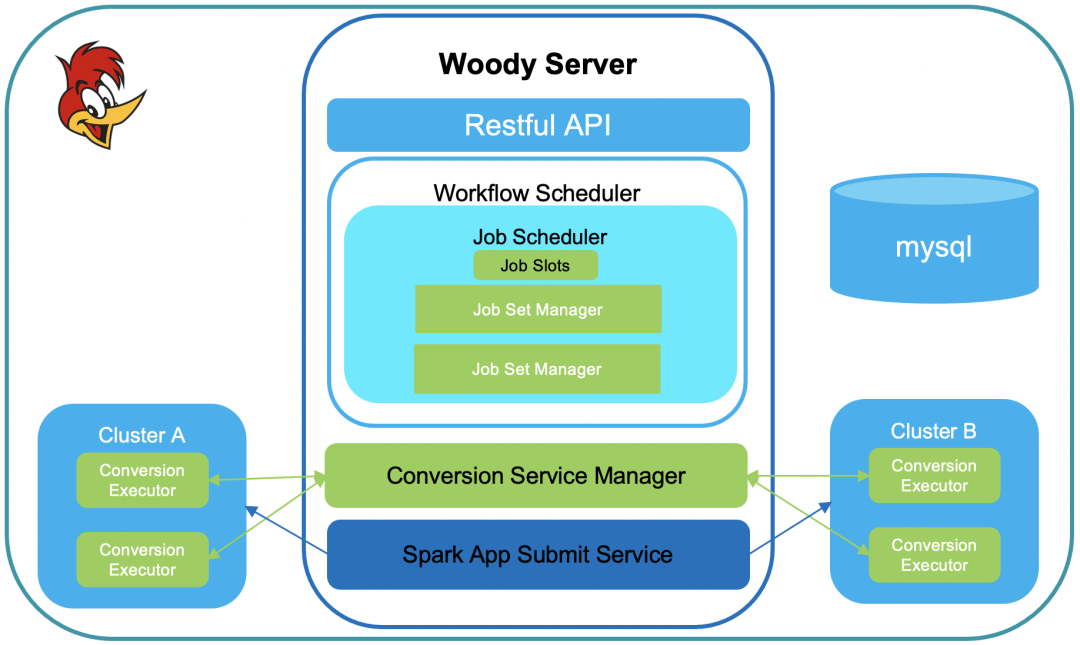 Woody Server
Restful API
Workflow Scheduler
Job Scheduler
Job Slots
Job Set Manager
Job Set Manager
mysql
Cluster A
Conversion
Executor
Conversion
Executor
Conversion Service Manager
Spark App Submit Service
Cluster B
Conversion
Executor
Conversion
Executor